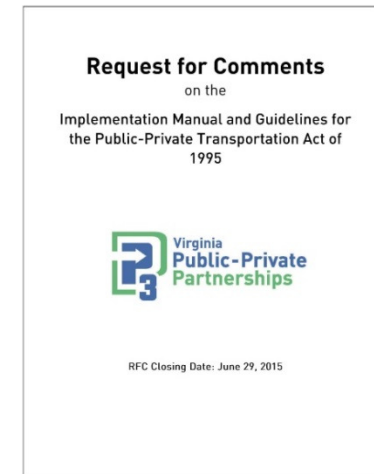 Request for Comments
on the
Implementation Manual and Guidelines for
the Public-Private Transportation Act of
1995
P3
Virginia
Public-Private
Partnerships
RFC Closing Date: June 29, 2015